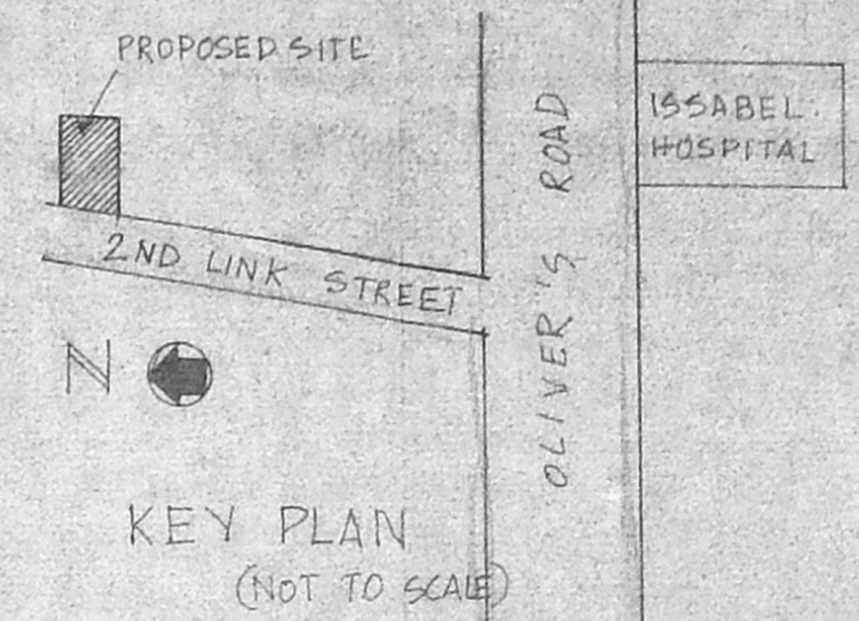 PROPOSED SITE
ISSABEL
HOSPITAL
OLIVER'S ROAD
2ND LINK STREET
N
KEY PLAN
(NOT TO SCALE)